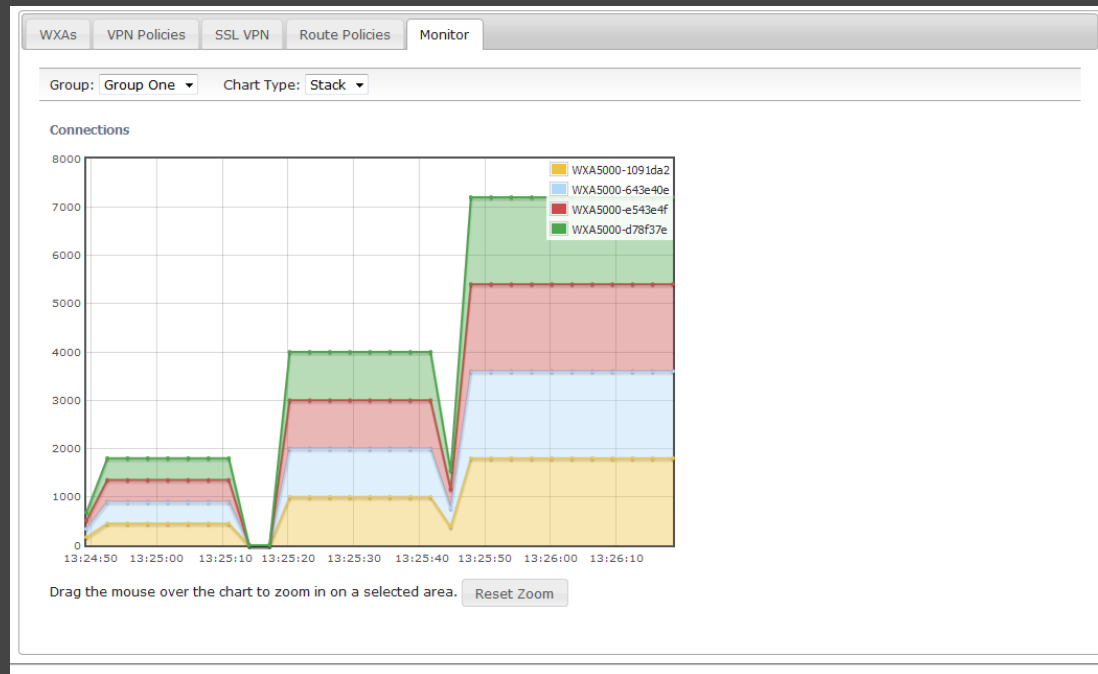 WXAs VPN Policies SSL VPN Route Policies Monitor
Group: Group One Chart Type: Stack
Connections
8000
7000
6000
5000
4000
3000
2000
1000
0
WXA5000-1091da2
WXA5000-643e40e
WXA5000-e543e4f
WXA5000-d78f37e
13:24:50 13:25:00 13:25:10 13:25:20 13:25:30 13:25:40 13:25:50 13:26:00 13:26:10
Drag the mouse over the chart to zoom in on a selected area. Reset Zoom